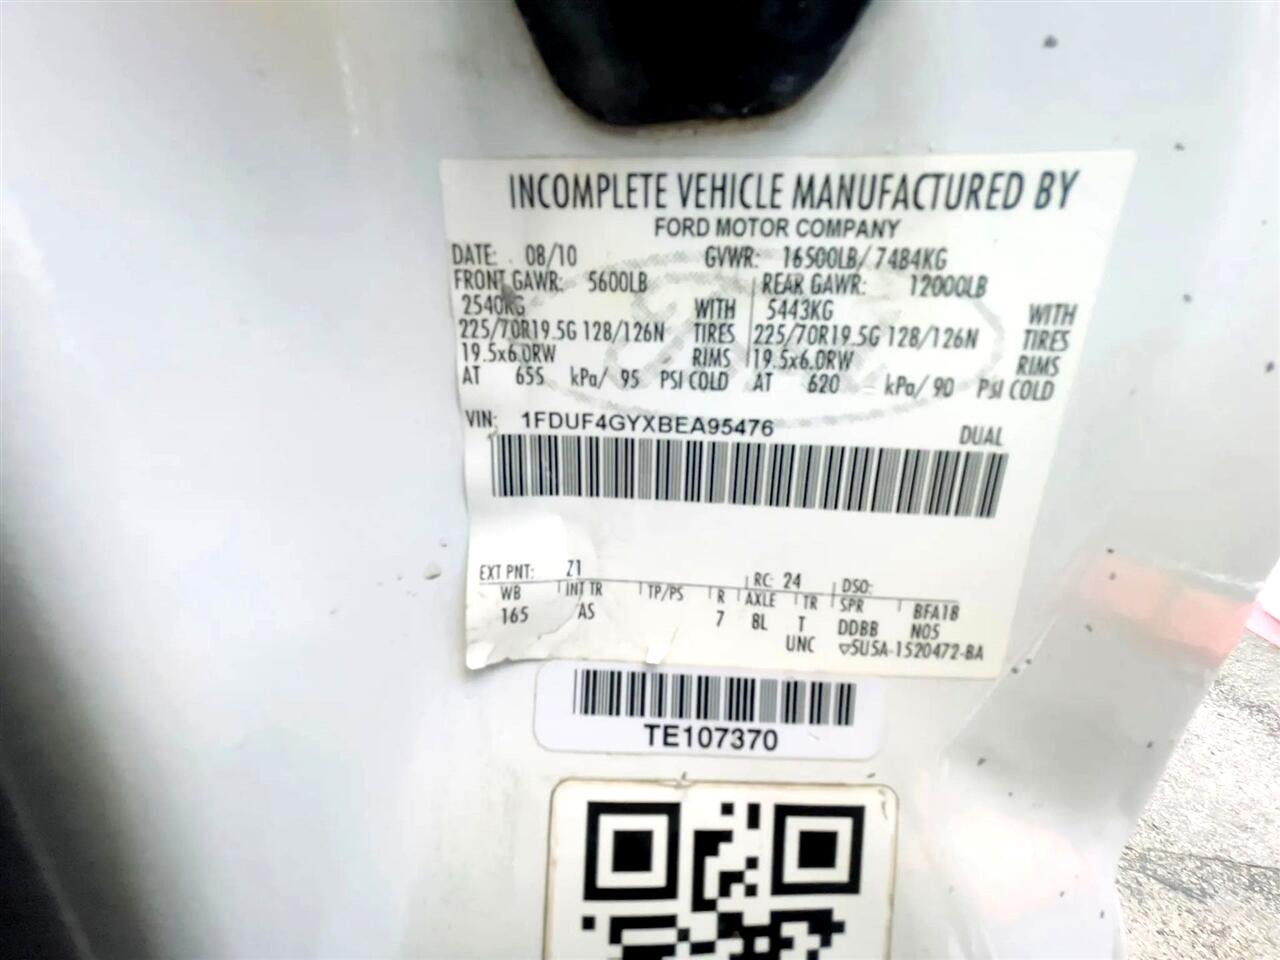 INCOMPLETE VEHICLE MANUFACTURED BY
FORD MOTOR COMPANY
DATE: 08/10 GVWR: 16500LB/ 7484KG
FRONT GAWR: 5600LB REAR GAWR: 12000LB
2540KG WITH 5443KG WITH
225/70R19.5G 128/126N TIRES 225/70R19.5G 128/126N TIRES
19.5x6.0RW RIMS 19.5x6.0RW RIMS
AT 655 kPa/ 95 PSI COLD AT 620 kPa/ 90 PSI COLD
VIN: 1FDUF4GYXBEA95476 DUAL
EXT PNT: Z1 RC: 24 DSO:
WB INT TR TP/PS R AXLE TR SPR BFA1B
165 AS 7 8L T DDBB N05
UNC ▽5U5A-1520472-BA
TE107370